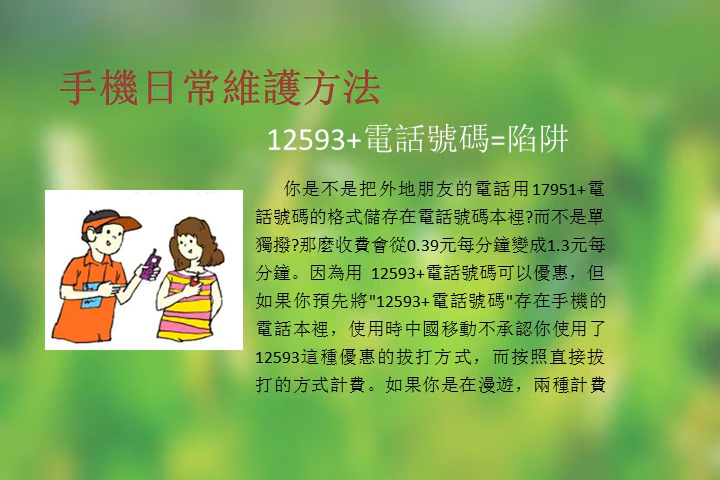 手機日常維護方法
12593+電話號碼=陷阱
你是不是把外地朋友的電話用17951+電
話號碼的格式儲存在電話號碼本裡?而不是單
獨撥?那麼收費會從0.39元每分鐘變成1.3元每
分鐘。因為用 12593+電話號碼可以優惠，但
如果你預先將"12593+電話號碼"存在手機的
電話本裡，使用時中國移動不承認你使用了
12593這種優惠的拔打方式，而按照直接拔
打的方式計費。如果你是在漫遊，兩種計費